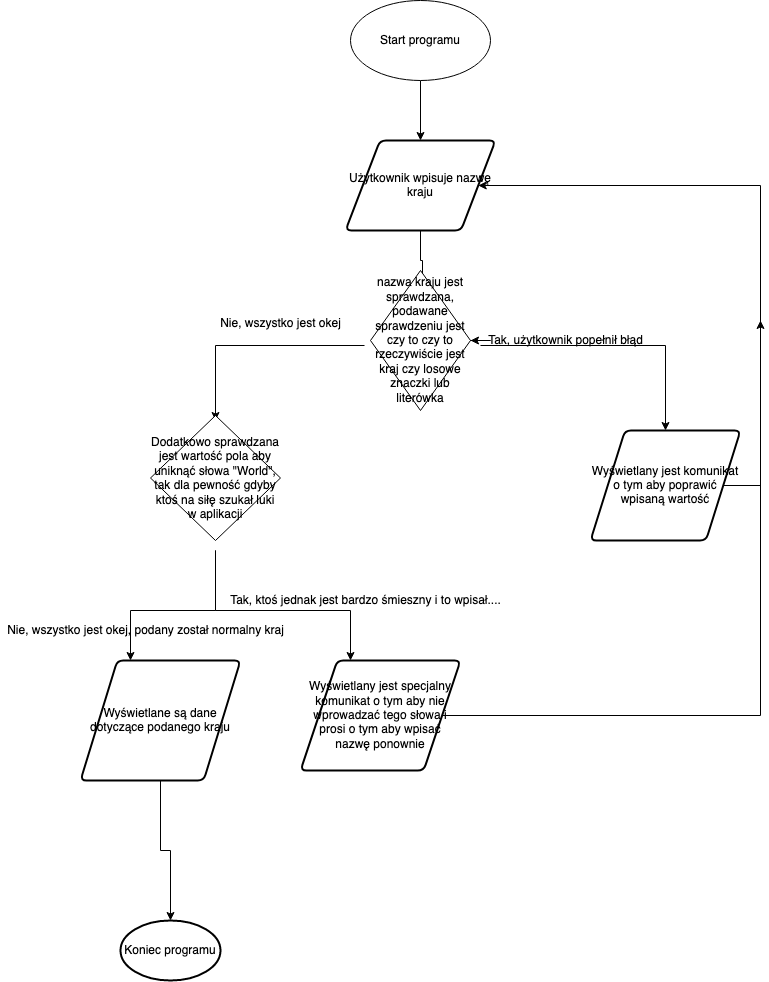 Start programu
Użytkownik wpisuje nazwę
kraju
nazwa kraju jest
sprawdzana,
podawane
sprawdzeniu jest
czy to czy to
rzeczywiście jest
kraj czy losowe
znaczki lub
literówka
Nie, wszystko jest okej
Tak, użytkownik popełnił błąd
Dodatkowo sprawdzana
jest wartość pola aby
uniknąć słowa "World",
tak dla pewność gdyby
ktoś na siłę szukał luki
w aplikacji
Wyświetlany jest komunikat
o tym aby poprawić
wpisaną wartość
Tak, ktoś jednak jest bardzo śmieszny i to wpisał....
Nie, wszystko jest okej, podany został normalny kraj
Wyświetlane są dane
dotyczące podanego kraju
Wyświetlany jest specjalny
komunikat o tym aby nie
wprowadzać tego słowa i
prosi o tym aby wpisać
nazwę ponownie
Koniec programu